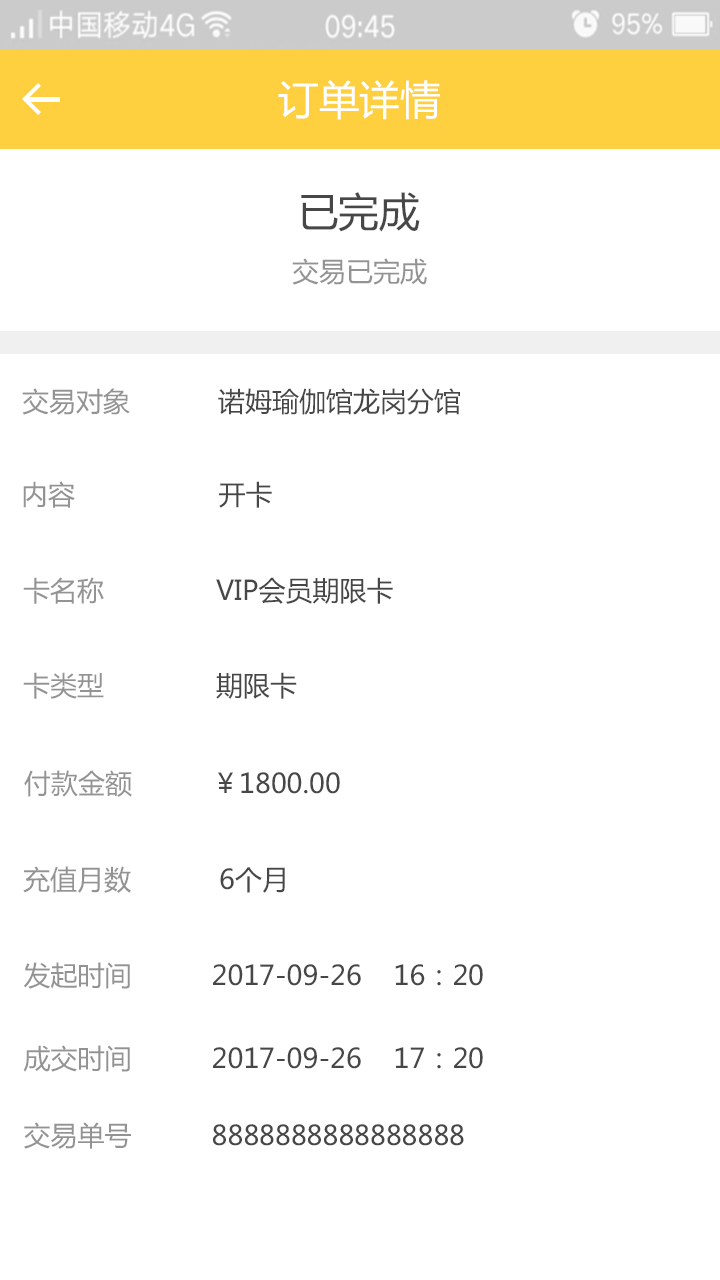 中国移动4G 09:45 95%
订单详情
已完成
交易已完成
交易对象 诺姆瑜伽馆龙岗分馆
内容 开卡
卡名称 VIP会员期限卡
卡类型 期限卡
付款金额 ¥1800.00
充值月数 6个月
发起时间 2017-09-26 16：20
成交时间 2017-09-26 17：20
交易单号 8888888888888888